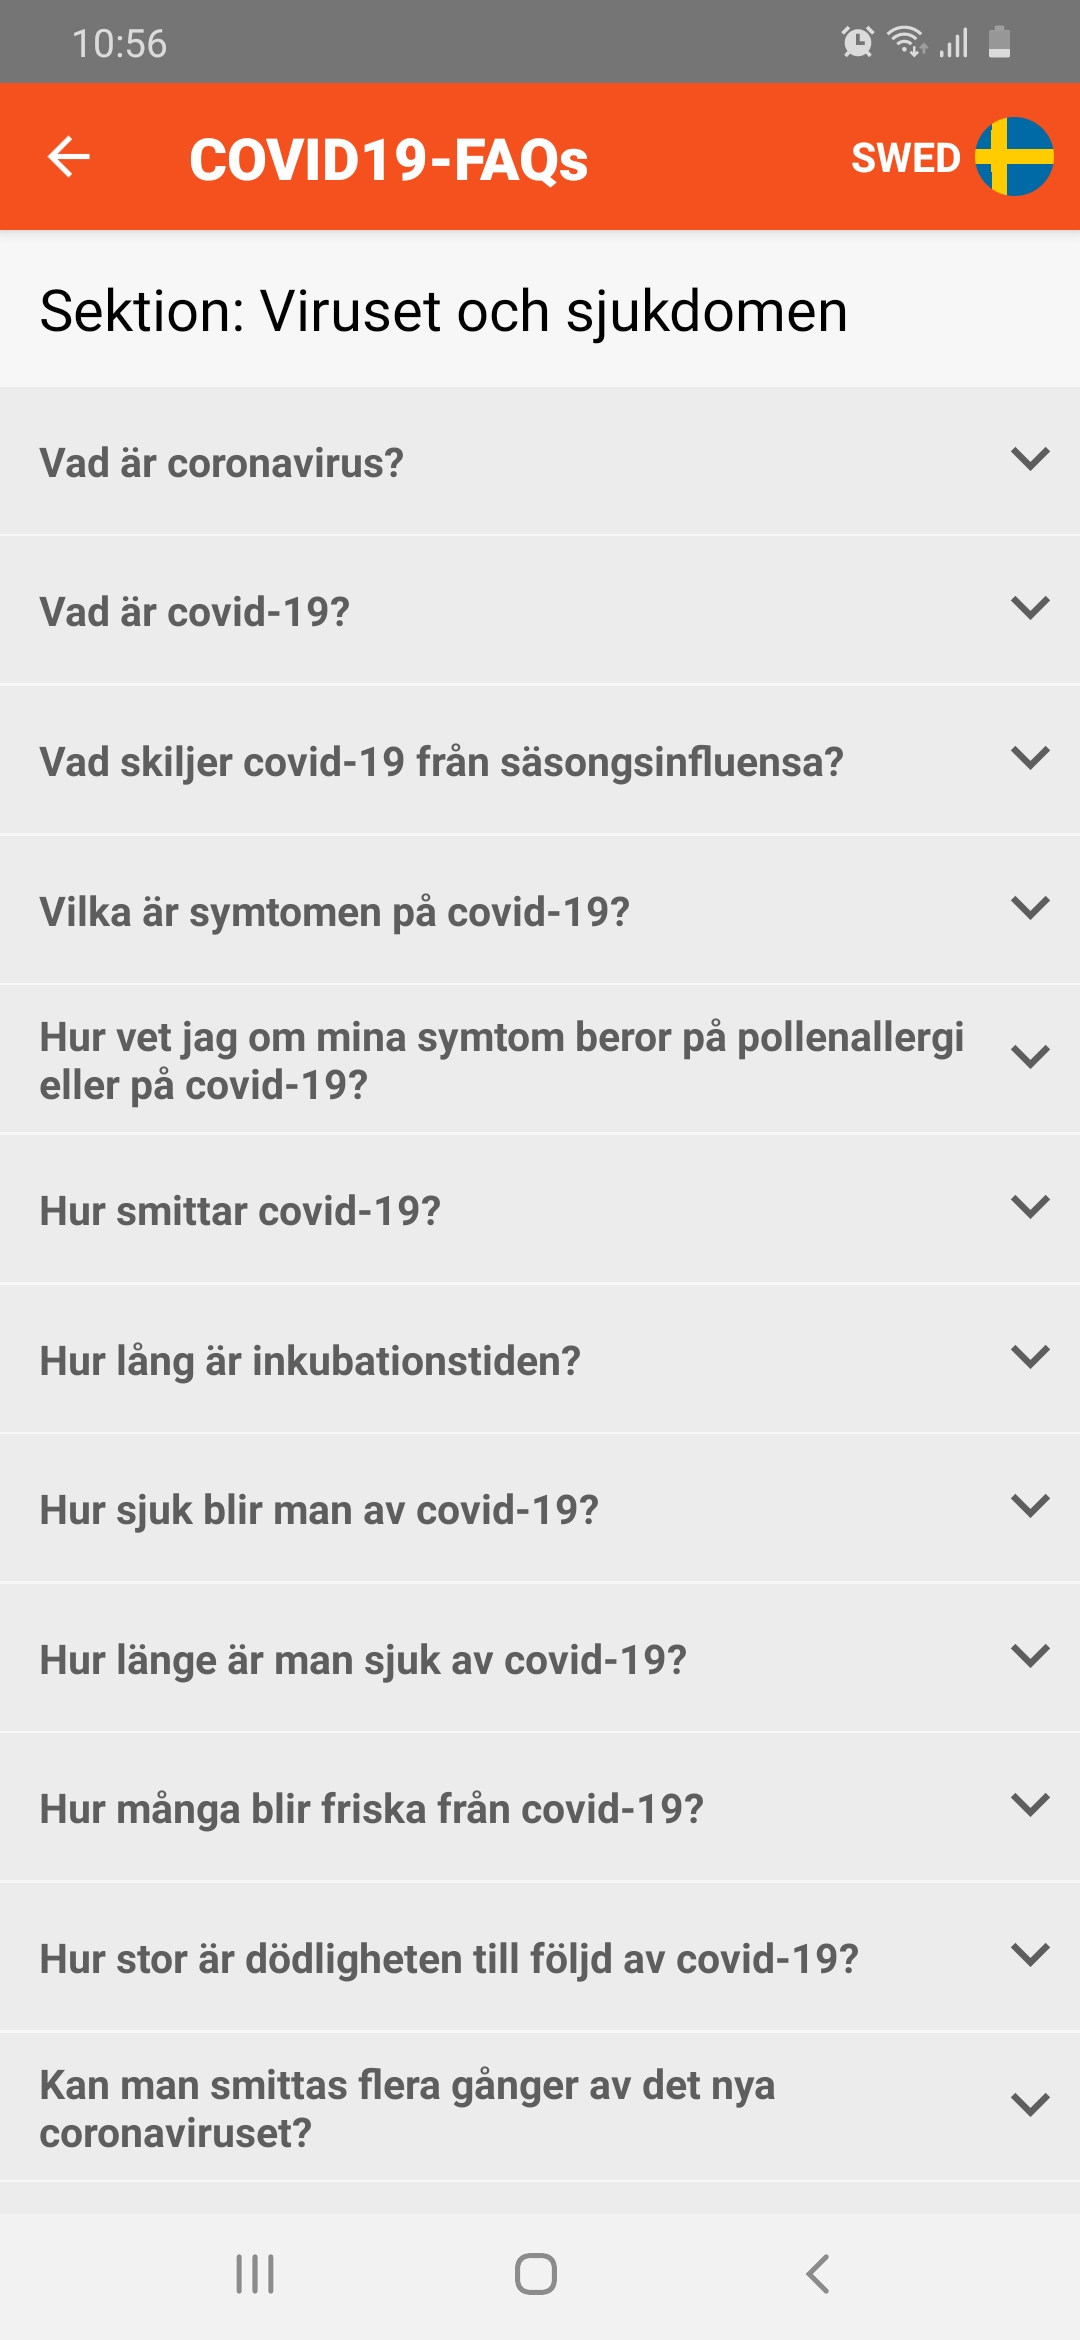 10:56
COVID19-FAQs
SWED
Sektion: Viruset och sjukdomen
Vad är coronavirus?
Vad är covid-19?
Vad skiljer covid-19 från säsongsinfluensa?
Vilka är symtomen på covid-19?
Hur vet jag om mina symtom beror på pollenallergi
eller på covid-19?
Hur smittar covid-19?
Hur lång är inkubationstiden?
Hur sjuk blir man av covid-19?
Hur länge är man sjuk av covid-19?
Hur många blir friska från covid-19?
Hur stor är dödligheten till följd av covid-19?
Kan man smittas flera gånger av det nya
coronaviruset?